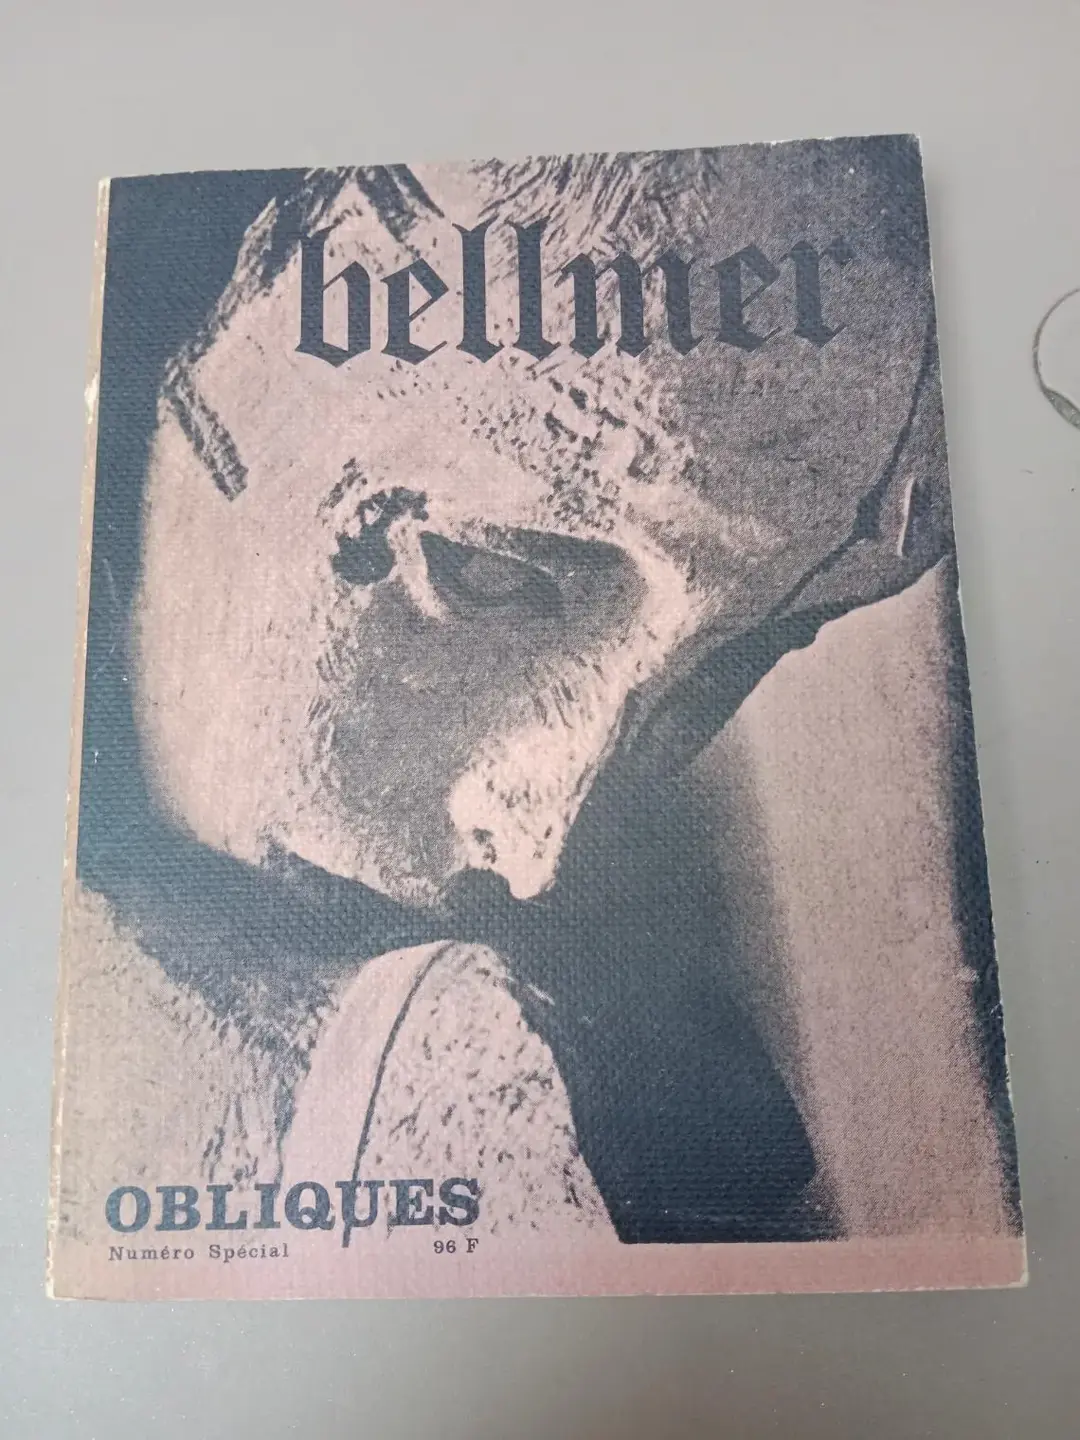 bellmer
OBLIQUES
Numéro Spécial 96 F